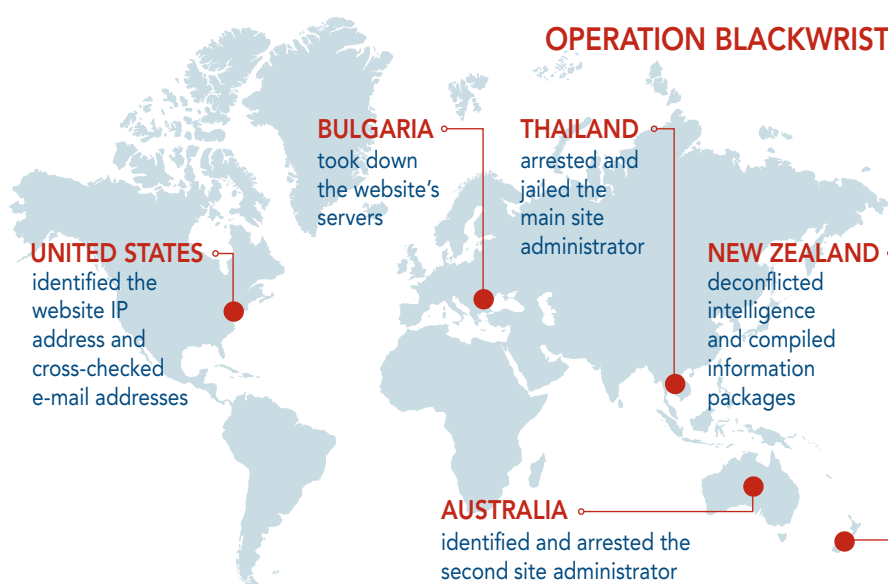 OPERATION BLACKWRIST
BULGARIA
took down
the website's
servers
THAILAND
arrested and
jailed the
main site
administrator
UNITED STATES
identified the
website IP
address and
cross-checked
e-mail addresses
NEW ZEALAND
deconflicted
intelligence
and compiled
information
packages
AUSTRALIA
identified and arrested the
second site administrator